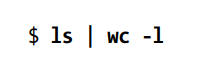 $ ls | wc -l